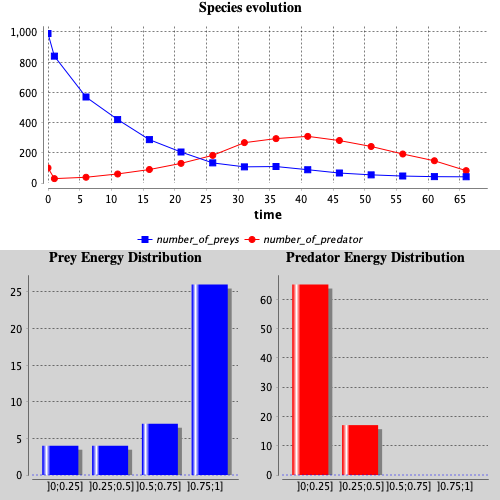 Species evolution
1,000
800
600
400
200
0
0 5 10 15 20 25 30 35 40 45 50 55 60 65
time
number_of_preys number_of_predator
Prey Energy Distribution
25
20
15
10
5
0
]0;0.25] ]0.25;0.5] ]0.5;0.75] ]0.75;1]
Predator Energy Distribution
60
50
40
30
20
10
0
]0;0.25] ]0.25;0.5] ]0.5;0.75] ]0.75;1]